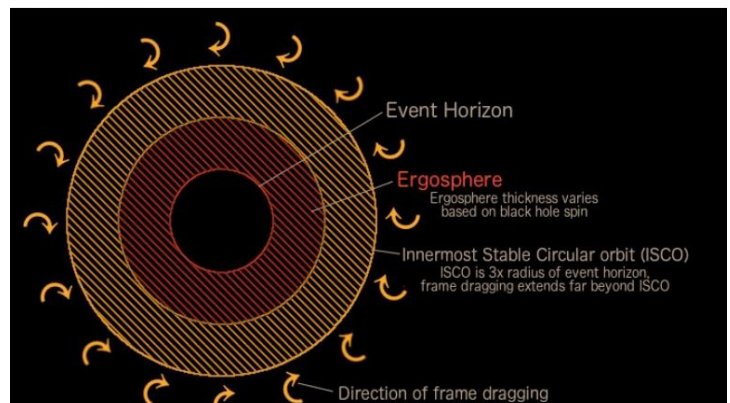 Event Horizon
Ergosphere
Ergosphere thickness varies
based on black hole spin
Innermost Stable Circular orbit (ISCO)
ISCO is 3x radius of event horizon,
frame dragging extends far beyond ISCO
Direction of frame dragging